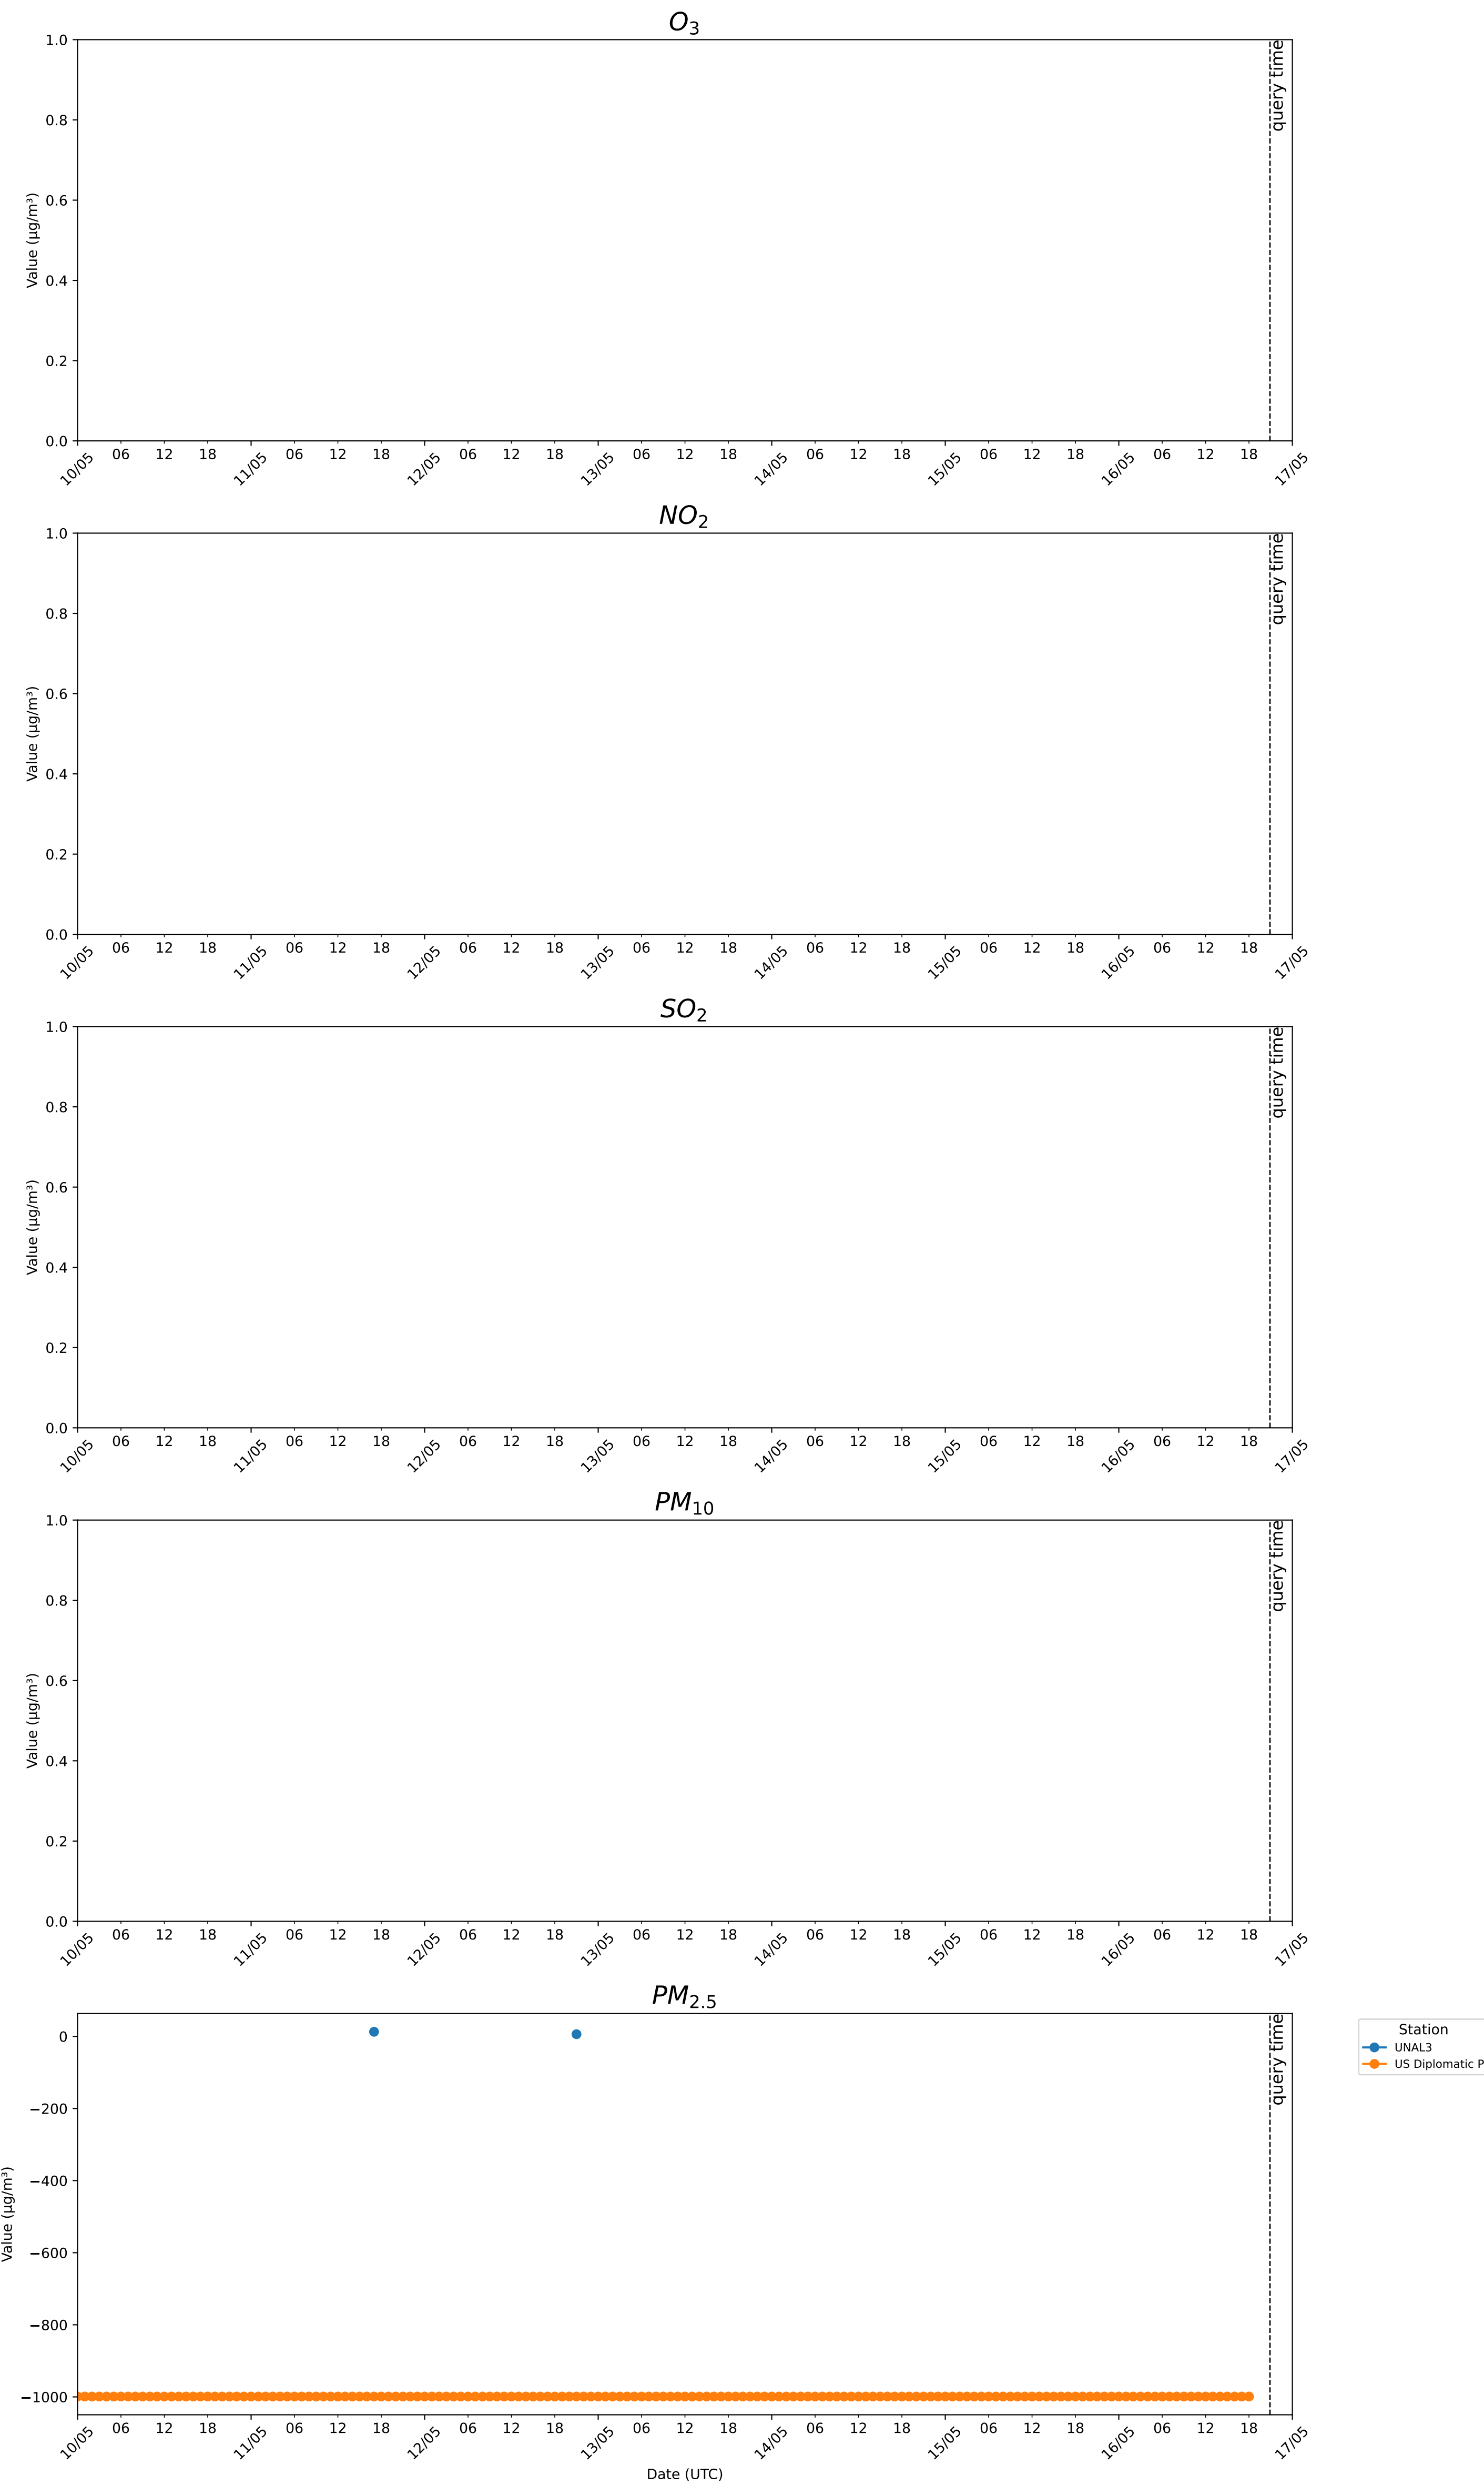 O3
1.0
0.8
0.6
0.4
0.2
0.0
Value (µg/m³)
query time
10/05 06 12 18 11/05 06 12 18 12/05 06 12 18 13/05 06 12 18 14/05 06 12 18 15/05 06 12 18 16/05 06 12 18 17/05
NO2
1.0
0.8
0.6
0.4
0.2
0.0
Value (µg/m³)
query time
10/05 06 12 18 11/05 06 12 18 12/05 06 12 18 13/05 06 12 18 14/05 06 12 18 15/05 06 12 18 16/05 06 12 18 17/05
SO2
1.0
0.8
0.6
0.4
0.2
0.0
Value (µg/m³)
query time
10/05 06 12 18 11/05 06 12 18 12/05 06 12 18 13/05 06 12 18 14/05 06 12 18 15/05 06 12 18 16/05 06 12 18 17/05
PM10
1.0
0.8
0.6
0.4
0.2
0.0
Value (µg/m³)
query time
10/05 06 12 18 11/05 06 12 18 12/05 06 12 18 13/05 06 12 18 14/05 06 12 18 15/05 06 12 18 16/05 06 12 18 17/05
PM2.5
0
−200
−400
−600
−800
−1000
Value (µg/m³)
query time
Station
UNAL3
US Diplomatic P
10/05 06 12 18 11/05 06 12 18 12/05 06 12 18 13/05 06 12 18 14/05 06 12 18 15/05 06 12 18 16/05 06 12 18 17/05
Date (UTC)